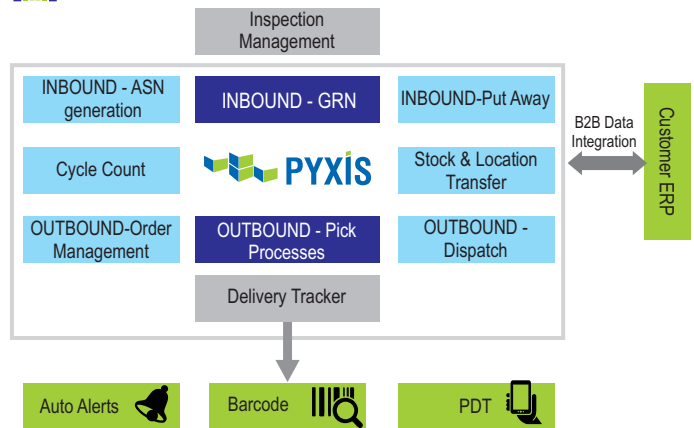 Inspection
Management
INBOUND - ASN
generation
INBOUND - GRN
INBOUND-Put Away
Cycle Count
PYXIS
Stock & Location
Transfer
OUTBOUND-Order
Management
OUTBOUND - Pick
Processes
OUTBOUND -
Dispatch
Delivery Tracker
B2B Data
Integration
Customer ERP
Auto Alerts
Barcode
PDT